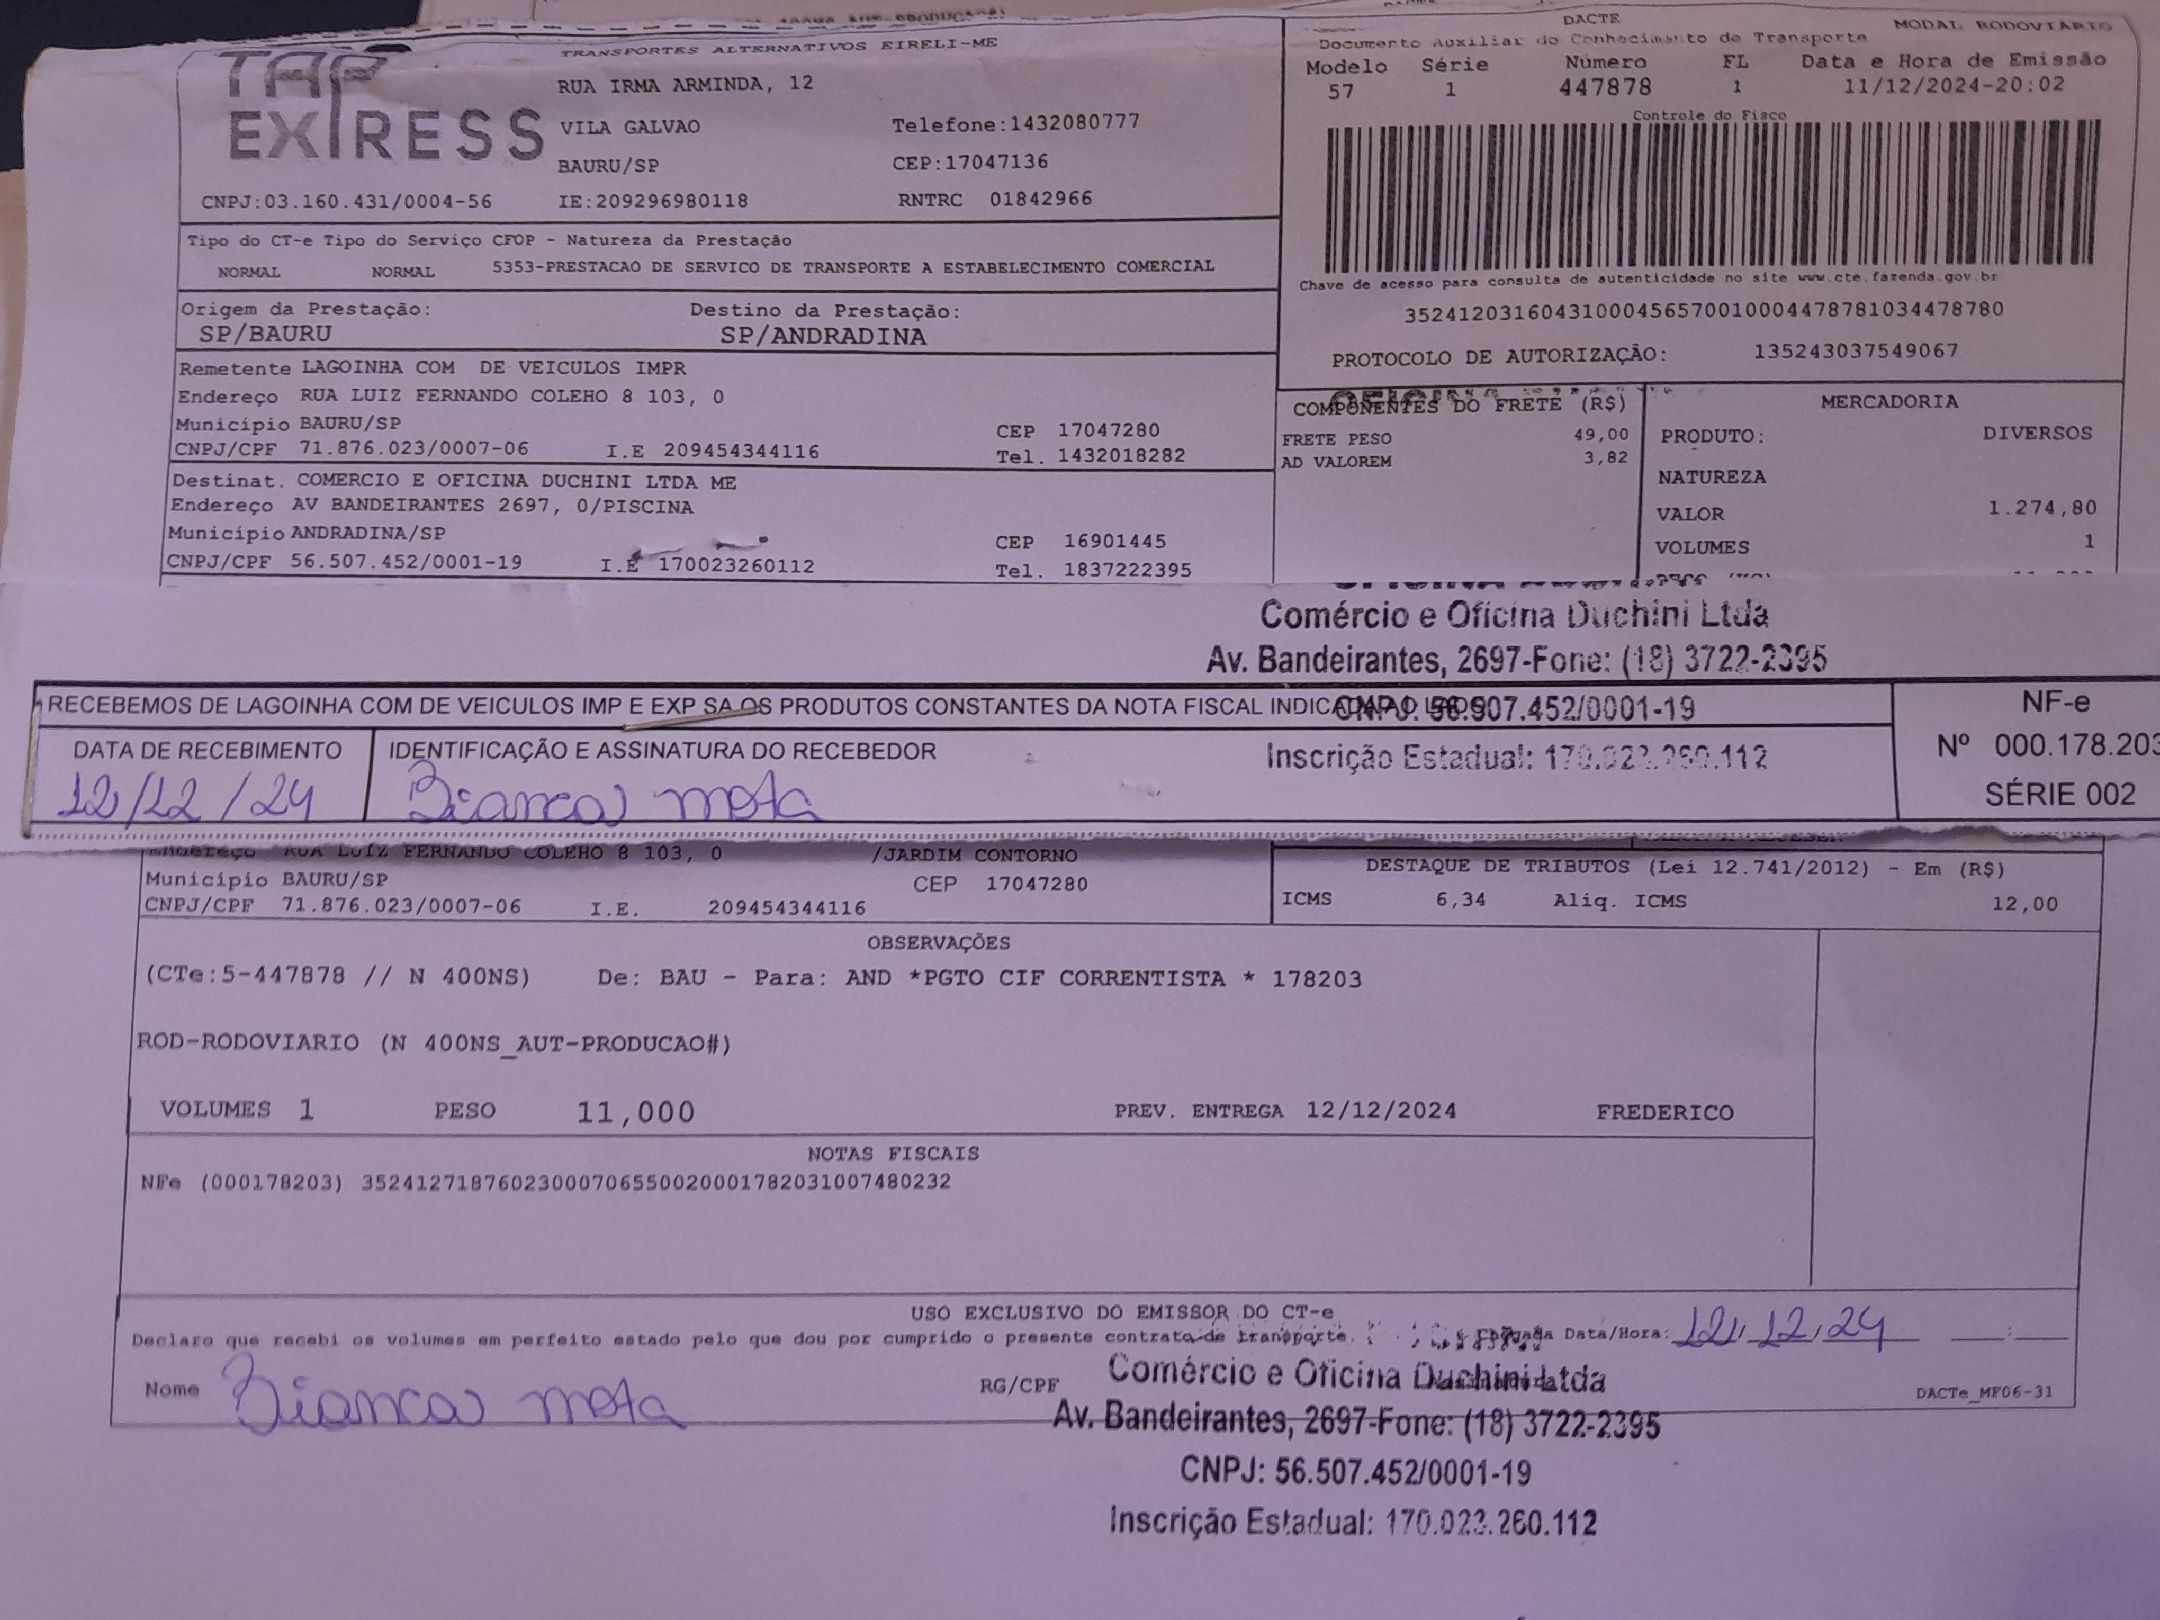 TAP EXPRESS
TRANSPORTES ALTERNATIVOS EIRELI-ME
RUA IRMA ARMINDA, 12
VILA GALVAO Telefone:1432080777
BAURU/SP CEP:17047136
CNPJ:03.160.431/0004-56 IE:209296980118 RNTRC 01842966
DACTE MODAL RODOVIARIO
Documento Auxiliar do Conhecimento de Transporte
Modelo Série Número FL Data e Hora de Emissão
57 1 447878 1 11/12/2024-20:02
Controle do Fisco
Chave de acesso para consulta de autenticidade no site www.cte.fazenda.gov.br
35241203160431000456570010004478781034478780
PROTOCOLO DE AUTORIZAÇÃO: 135243037549067
Tipo do CT-e Tipo do Serviço CFOP - Natureza da Prestação
NORMAL NORMAL 5353-PRESTACAO DE SERVICO DE TRANSPORTE A ESTABELECIMENTO COMERCIAL
Origem da Prestação: Destino da Prestação:
SP/BAURU SP/ANDRADINA
Remetente LAGOINHA COM DE VEICULOS IMPR
Endereço RUA LUIZ FERNANDO COLEHO 8 103, 0
Município BAURU/SP CEP 17047280
CNPJ/CPF 71.876.023/0007-06 I.E 209454344116 Tel. 1432018282
Destinat. COMERCIO E OFICINA DUCHINI LTDA ME
Endereço AV BANDEIRANTES 2697, 0/PISCINA
Município ANDRADINA/SP CEP 16901445
CNPJ/CPF 56.507.452/0001-19 I.E 170023260112 Tel. 1837222395
COMPONENTES DO FRETE (R$)
FRETE PESO 49,00
AD VALOREM 3,82
MERCADORIA
PRODUTO: DIVERSOS
NATUREZA
VALOR 1.274,80
VOLUMES 1
Comércio e Oficina Duchini Ltda
Av. Bandeirantes, 2697-Fone: (18) 3722-2395
CNPJ: 56.507.452/0001-19
Inscrição Estadual: 170.023.260.112
RECEBEMOS DE LAGOINHA COM DE VEICULOS IMP E EXP SA OS PRODUTOS CONSTANTES DA NOTA FISCAL INDICADA AO LADO
DATA DE RECEBIMENTO IDENTIFICAÇÃO E ASSINATURA DO RECEBEDOR
12/12/24 Bianca mota
NF-e
Nº 000.178.203
SÉRIE 002
Endereço RUA LUIZ FERNANDO COLEHO 8 103, 0 /JARDIM CONTORNO
Município BAURU/SP CEP 17047280
CNPJ/CPF 71.876.023/0007-06 I.E. 209454344116
DESTAQUE DE TRIBUTOS (Lei 12.741/2012) - Em (R$)
ICMS 6,34 Aliq. ICMS 12,00
OBSERVAÇÕES
(CTe:5-447878 // N 400NS) De: BAU - Para: AND *PGTO CIF CORRENTISTA * 178203
ROD-RODOVIARIO (N 400NS_AUT-PRODUCAO#)
VOLUMES 1 PESO 11,000 PREV. ENTREGA 12/12/2024 FREDERICO
NOTAS FISCAIS
NFe (000178203) 35241271876023000706550020001782031007480232
USO EXCLUSIVO DO EMISSOR DO CT-e
Declaro que recebi os volumes em perfeito estado pelo que dou por cumprido o presente contrato de transporte. Chegada Data/Hora: 12/12/24 __:__
Nome Bianca mota RG/CPF DACTe_MF06-31
Comércio e Oficina Duchini Ltda
Av. Bandeirantes, 2697-Fone: (18) 3722-2395
CNPJ: 56.507.452/0001-19
Inscrição Estadual: 170.023.260.112